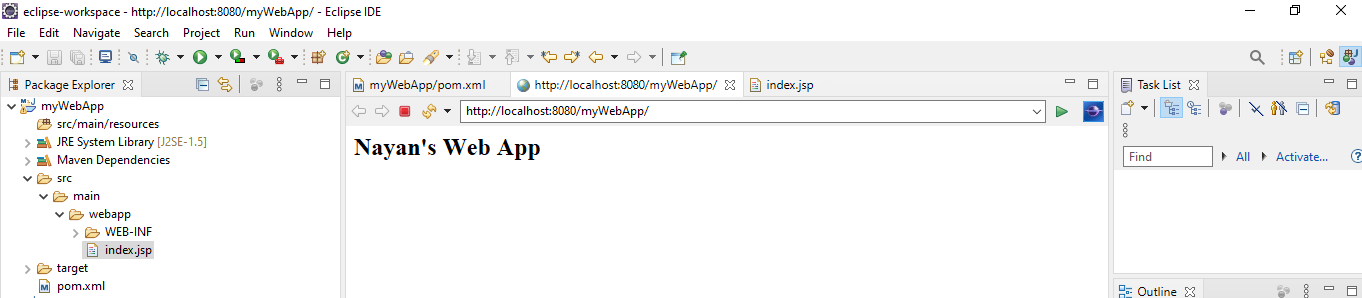 eclipse-workspace - http://localhost:8080/myWebApp/ - Eclipse IDE
File Edit Navigate Search Project Run Window Help
Package Explorer
myWebApp
src/main/resources
JRE System Library [J2SE-1.5]
Maven Dependencies
src
main
webapp
WEB-INF
index.jsp
target
pom.xml
myWebApp/pom.xml http://localhost:8080/myWebApp/ index.jsp
http://localhost:8080/myWebApp/
Nayan's Web App
Task List
Find All Activate...
Outline